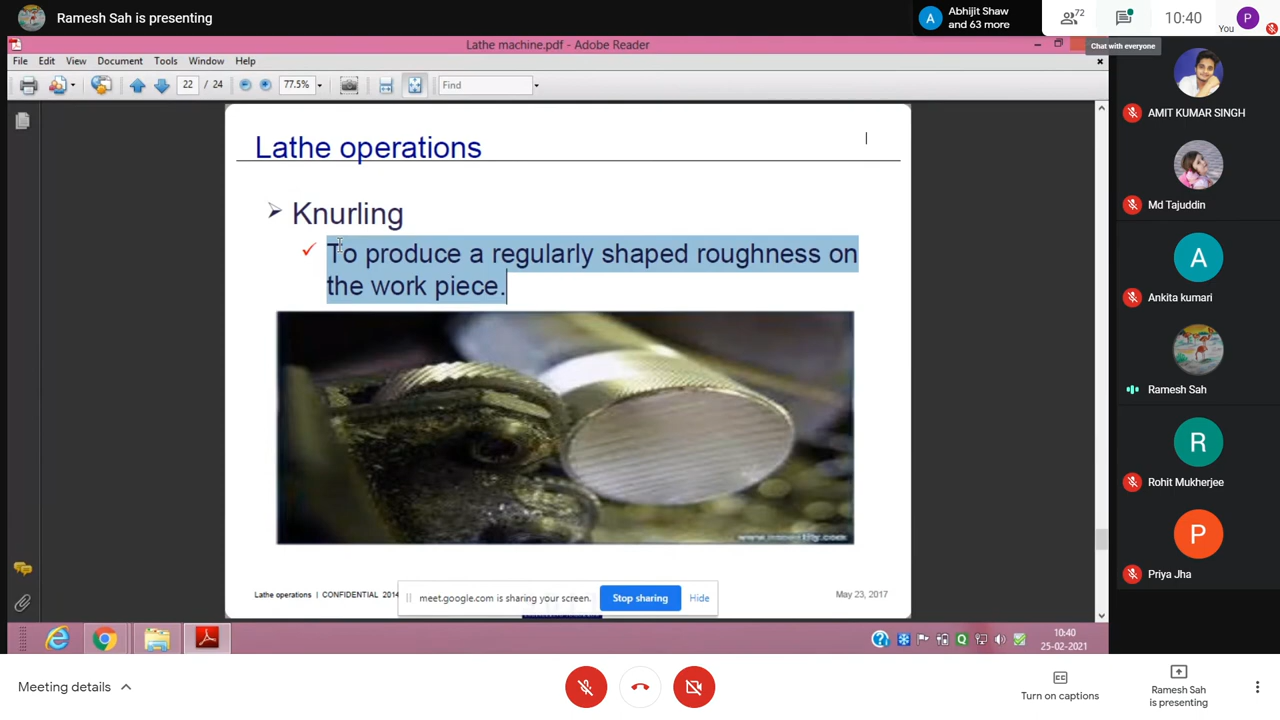 Ramesh Sah is presenting
A
Abhijit Shaw
and 63 more
72
10:40
You
P
Chat with everyone
Lathe machine.pdf - Adobe Reader
File Edit View Document Tools Window Help
22 / 24
77.5%
Find
Lathe operations
Knurling
To produce a regularly shaped roughness on
the work piece.
Lathe operations | CONFIDENTIAL 2014
meet.google.com is sharing your screen.
Stop sharing
Hide
May 23, 2017
10:40
25-02-2021
AMIT KUMAR SINGH
Md Tajuddin
A
Ankita kumari
Ramesh Sah
R
Rohit Mukherjee
P
Priya Jha
Meeting details
Turn on captions
Ramesh Sah
is presenting